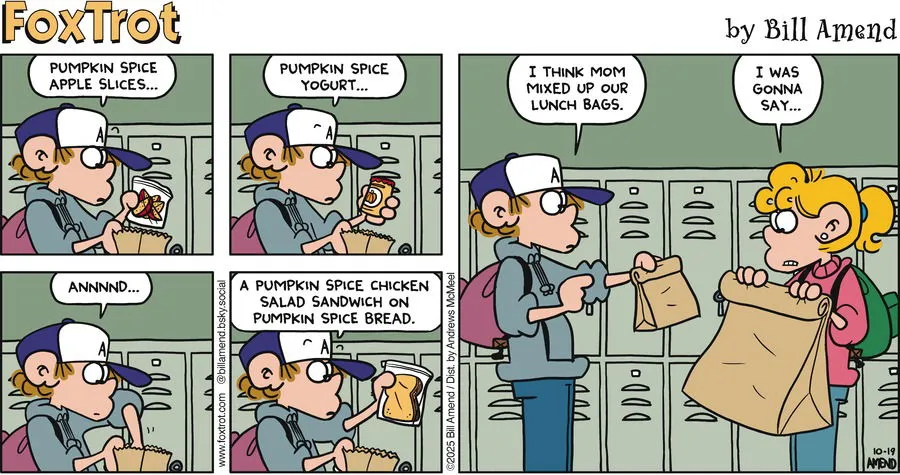 FoxTrot
by Bill Amend
PUMPKIN SPICE
APPLE SLICES...
A
PUMPKIN SPICE
YOGURT...
A
ANNNND...
A
A PUMPKIN SPICE CHICKEN
SALAD SANDWICH ON
PUMPKIN SPICE BREAD.
A
www.foxtrot.com @billamend.bsky.social
©2025 Bill Amend / Dist. by Andrews McMeel
I THINK MOM
MIXED UP OUR
LUNCH BAGS.
I WAS
GONNA
SAY...
A
10-19
AMEND